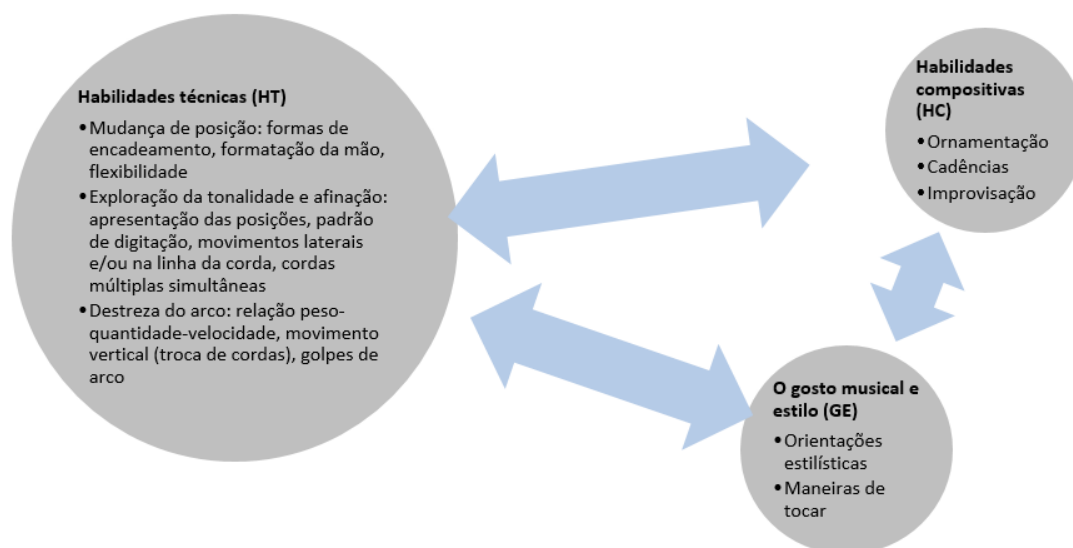 Habilidades técnicas (HT)
•Mudança de posição: formas de
encadeamento, formatação da mão,
flexibilidade
•Exploração da tonalidade e afinação:
apresentação das posições, padrão
de digitação, movimentos laterais
e/ou na linha da corda, cordas
múltiplas simultâneas
•Destreza do arco: relação peso-
quantidade-velocidade, movimento
vertical (troca de cordas), golpes de
arco
Habilidades
compositivas
(HC)
•Ornamentação
•Cadências
•Improvisação
O gosto musical e
estilo (GE)
•Orientações
estilísticas
•Maneiras de
tocar